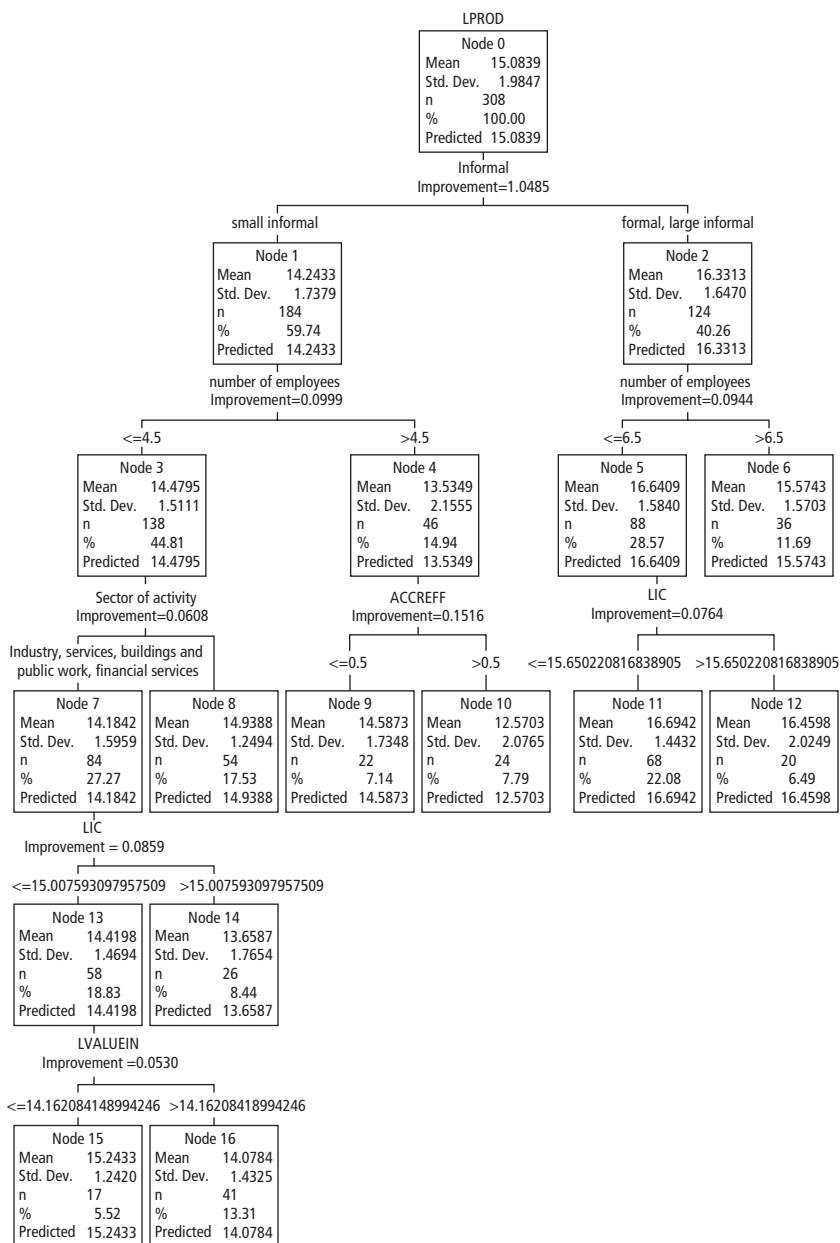 LPROD
Node 0
Mean 15.0839
Std. Dev. 1.9847
n 308
% 100.00
Predicted 15.0839
Informal
Improvement=1.0485
small informal
Node 1
Mean 14.2433
Std. Dev. 1.7379
n 184
% 59.74
Predicted 14.2433
formal, large informal
Node 2
Mean 16.3313
Std. Dev. 1.6470
n 124
% 40.26
Predicted 16.3313
number of employees
Improvement=0.0999
number of employees
Improvement=0.0944
<=4.5
Node 3
Mean 14.4795
Std. Dev. 1.5111
n 138
% 44.81
Predicted 14.4795
>4.5
Node 4
Mean 13.5349
Std. Dev. 2.1555
n 46
% 14.94
Predicted 13.5349
<=6.5
Node 5
Mean 16.6409
Std. Dev. 1.5840
n 88
% 28.57
Predicted 16.6409
>6.5
Node 6
Mean 15.5743
Std. Dev. 1.5703
n 36
% 11.69
Predicted 15.5743
Sector of activity
Improvement=0.0608
ACCREFF
Improvement=0.1516
LIC
Improvement=0.0764
Industry, services, buildings and
public work, financial services
Node 7
Mean 14.1842
Std. Dev. 1.5959
n 84
% 27.27
Predicted 14.1842
Node 8
Mean 14.9388
Std. Dev. 1.2494
n 54
% 17.53
Predicted 14.9388
<=0.5
Node 9
Mean 14.5873
Std. Dev. 1.7348
n 22
% 7.14
Predicted 14.5873
>0.5
Node 10
Mean 12.5703
Std. Dev. 2.0765
n 24
% 7.79
Predicted 12.5703
<=15.650220816838905
Node 11
Mean 16.6942
Std. Dev. 1.4432
n 68
% 22.08
Predicted 16.6942
>15.650220816838905
Node 12
Mean 16.4598
Std. Dev. 2.0249
n 20
% 6.49
Predicted 16.4598
LIC
Improvement = 0.0859
<=15.007593097957509
Node 13
Mean 14.4198
Std. Dev. 1.4694
n 58
% 18.83
Predicted 14.4198
>15.007593097957509
Node 14
Mean 13.6587
Std. Dev. 1.7654
n 26
% 8.44
Predicted 13.6587
LVALUEIN
Improvement =0.0530
<=14.162084148994246
Node 15
Mean 15.2433
Std. Dev. 1.2420
n 17
% 5.52
Predicted 15.2433
>14.16208418994246
Node 16
Mean 14.0784
Std. Dev. 1.4325
n 41
% 13.31
Predicted 14.0784